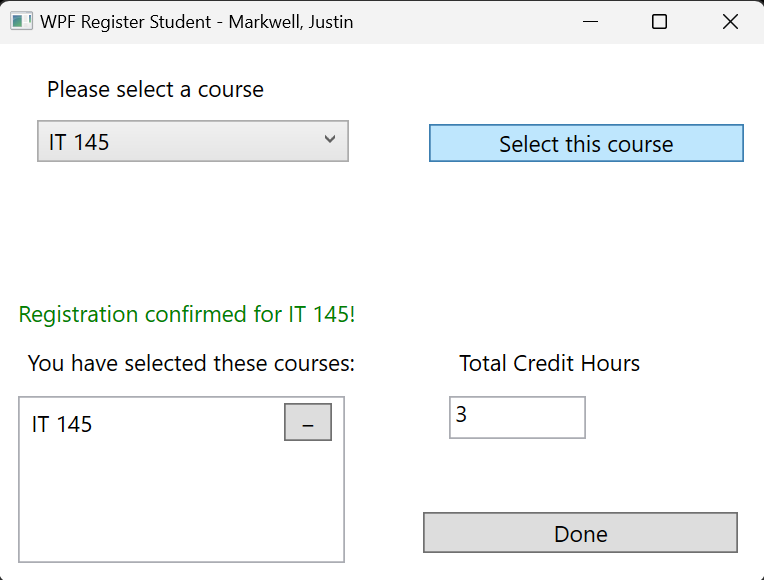 WPF Register Student - Markwell, Justin
Please select a course
IT 145
Select this course
Registration confirmed for IT 145!
You have selected these courses:
Total Credit Hours
IT 145
–
3
Done